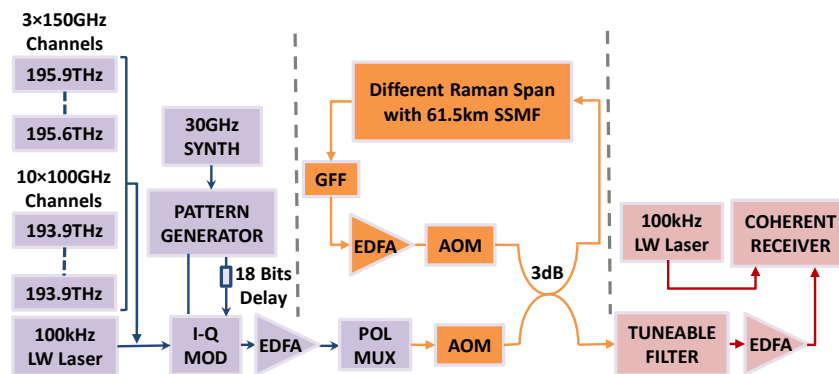 3×150GHz
Channels
195.9THz
195.6THz
10×100GHz
Channels
193.9THz
193.9THz
100kHz
LW Laser
30GHz
SYNTH
PATTERN
GENERATOR
18 Bits
Delay
I-Q
MOD
EDFA
POL
MUX
AOM
Different Raman Span
with 61.5km SSMF
GFF
EDFA
AOM
3dB
100kHz
LW Laser
COHERENT
RECEIVER
TUNEABLE
FILTER
EDFA